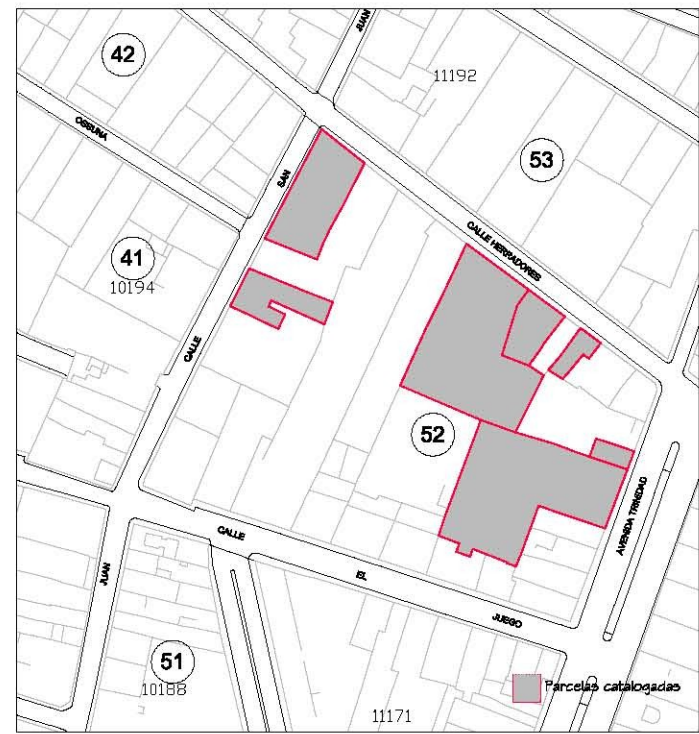 JUAN
42
11192
OSSUNA
53
SAN
CALLE HERRADORES
41
10194
CALLE
52
AVENIDA TRINIDAD
CALLE
EL
JUAN
JUEGO
51
10188
Parcelas catalogadas
11171